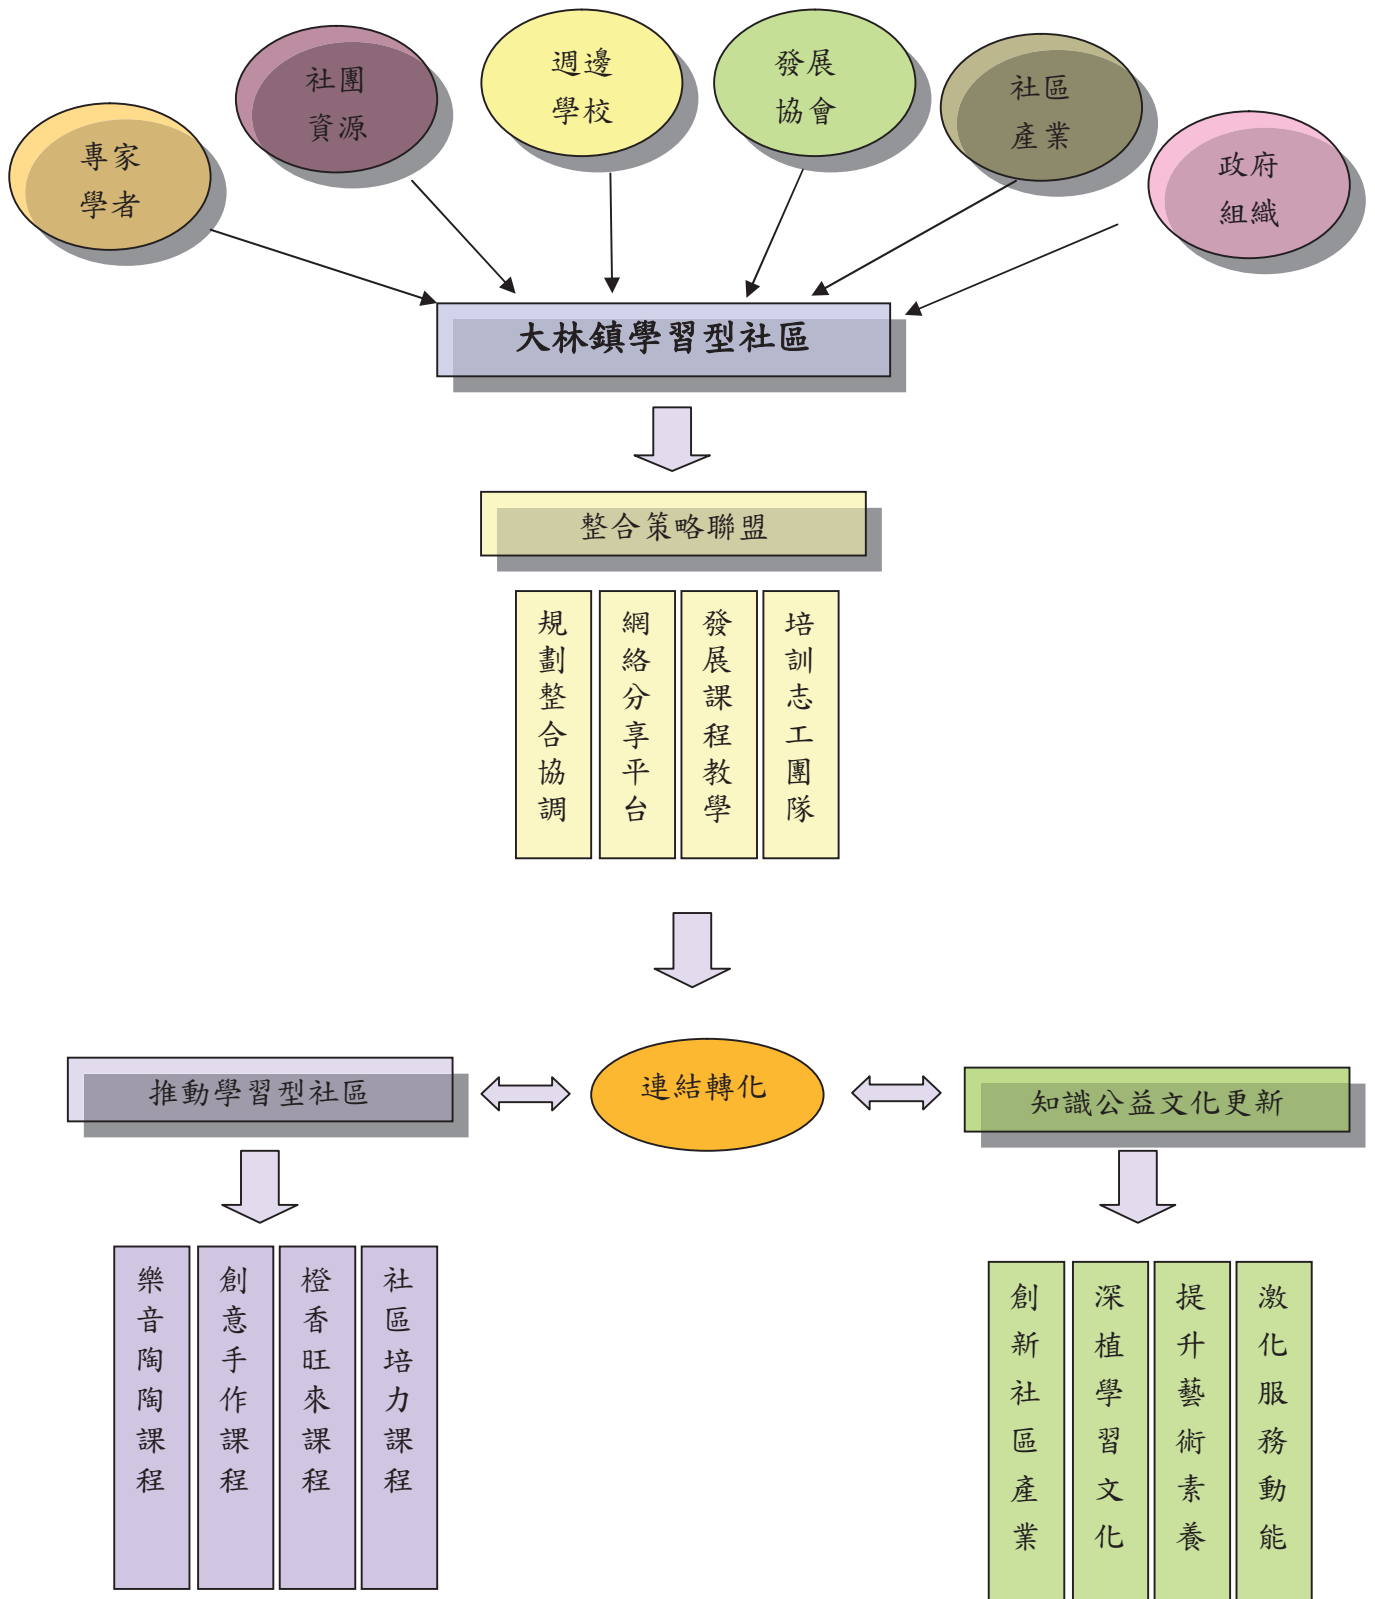 專家
學者
社團
資源
週邊
學校
發展
協會
社區
產業
政府
組織
大林鎮學習型社區
整合策略聯盟
規劃整合協調
網絡分享平台
發展課程教學
培訓志工團隊
推動學習型社區
連結轉化
知識公益文化更新
樂音陶陶課程
創意手作課程
橙香旺來課程
社區培力課程
創新社區產業
深植學習文化
提升藝術素養
激化服務動能